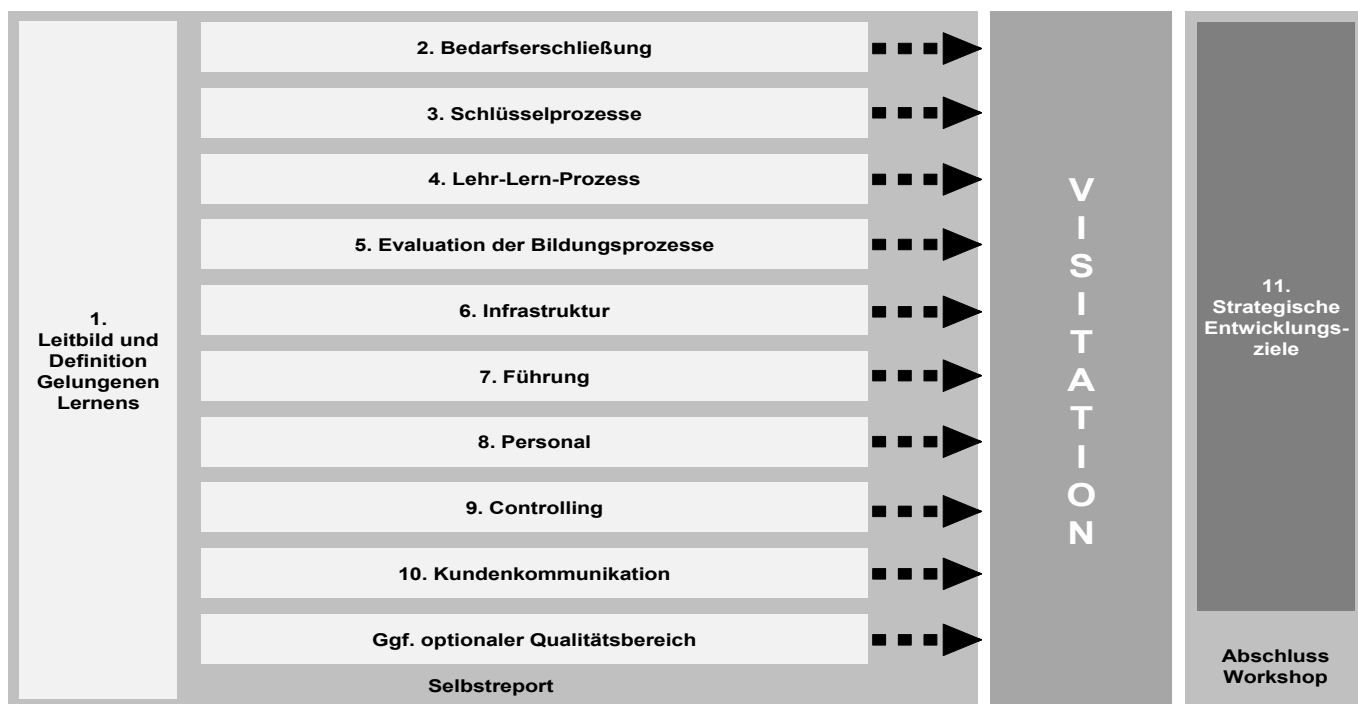 1.
Leitbild und
Definition
Gelungenen
Lernens
2. Bedarfserschließung
3. Schlüsselprozesse
4. Lehr-Lern-Prozess
5. Evaluation der Bildungsprozesse
6. Infrastruktur
7. Führung
8. Personal
9. Controlling
10. Kundenkommunikation
Ggf. optionaler Qualitätsbereich
Selbstreport
VISITATION
11.
Strategische
Entwicklungs-
ziele
Abschluss
Workshop